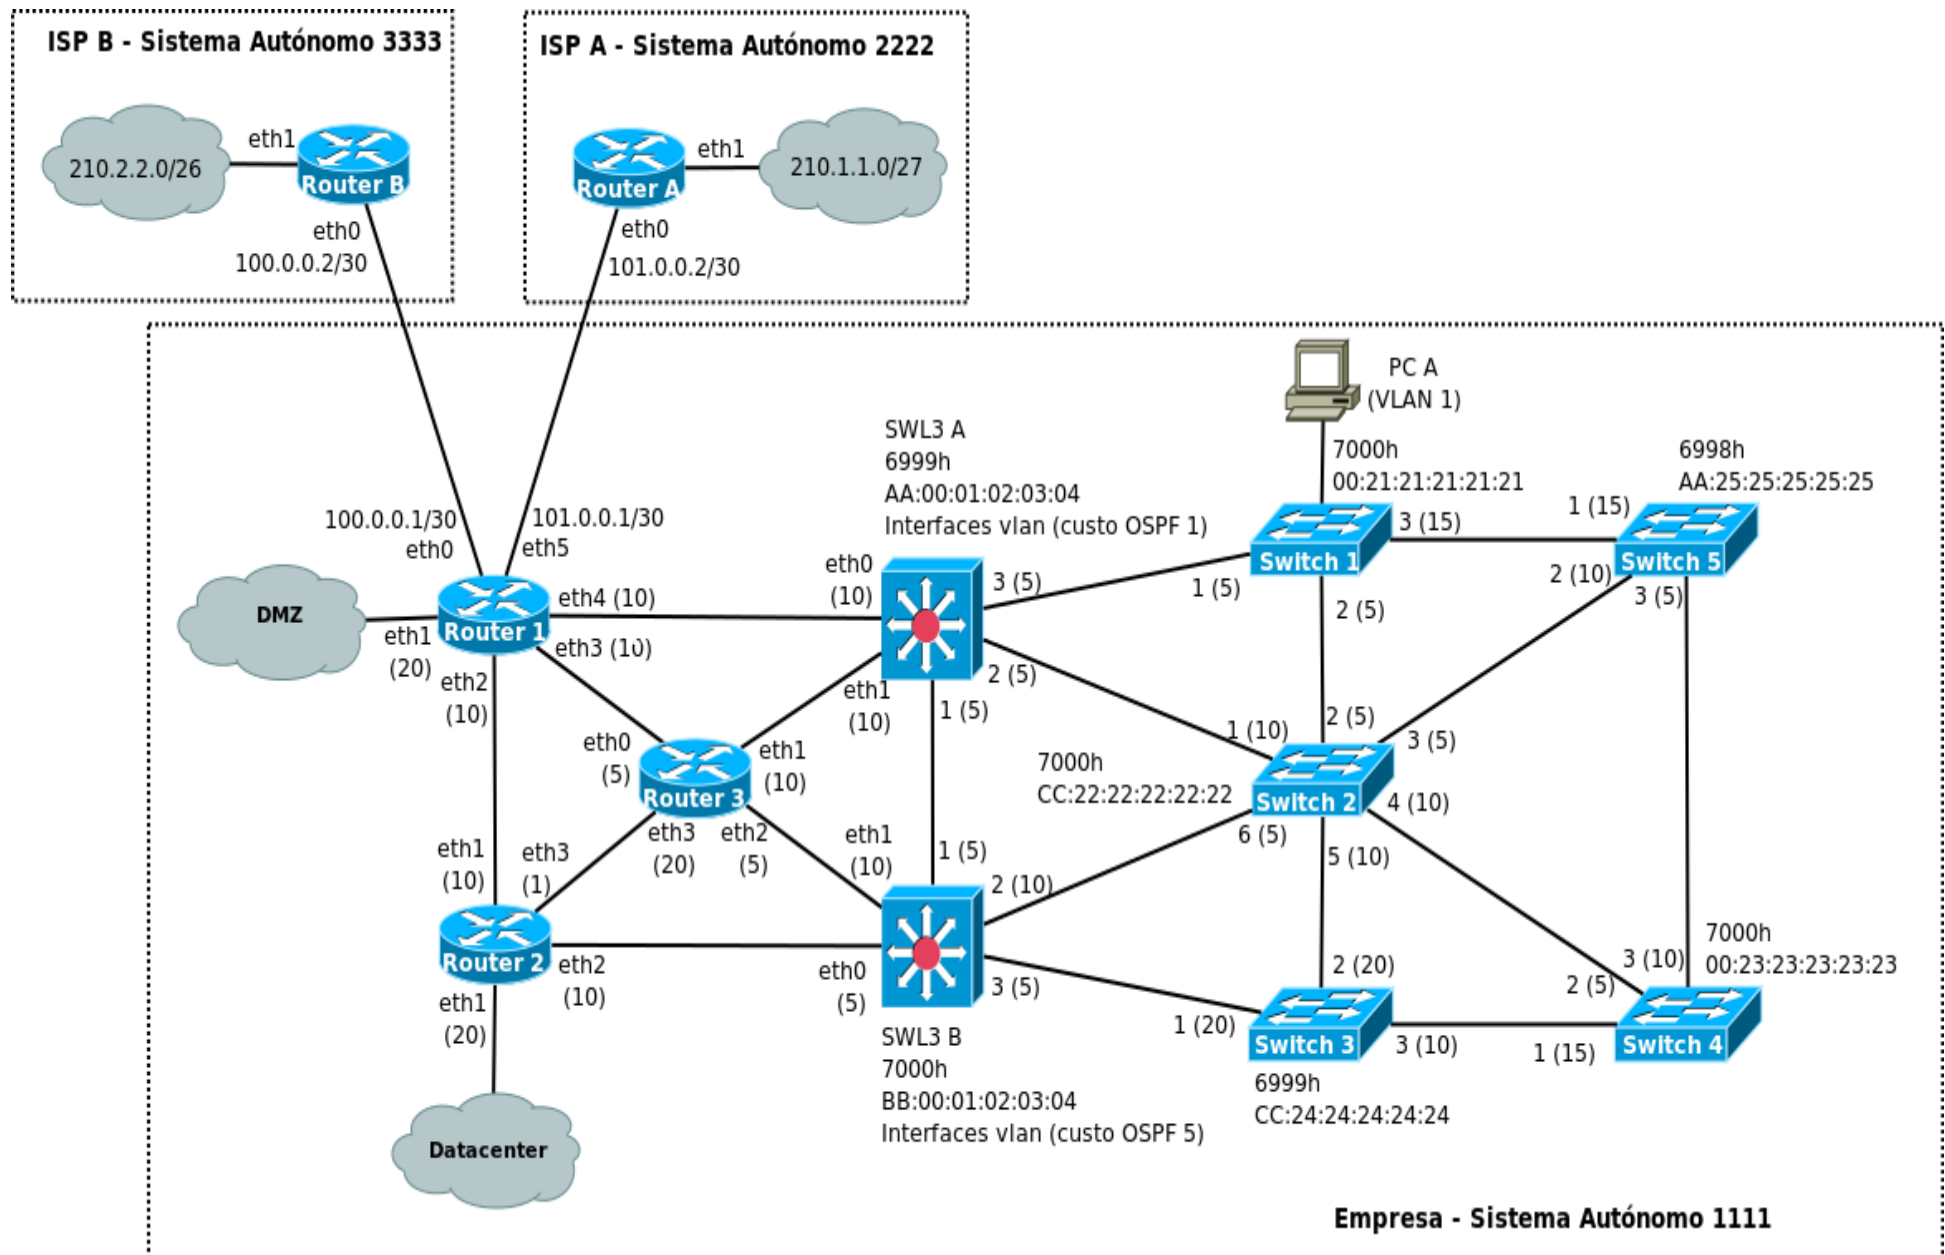 ISP B - Sistema Autónomo 3333
210.2.2.0/26
eth1
Router B
eth0
100.0.0.2/30
ISP A - Sistema Autónomo 2222
Router A
eth1
210.1.1.0/27
eth0
101.0.0.2/30
PC A
(VLAN 1)
SWL3 A
6999h
AA:00:01:02:03:04
Interfaces vlan (custo OSPF 1)
7000h
00:21:21:21:21:21
6998h
AA:25:25:25:25:25
100.0.0.1/30
eth0
101.0.0.1/30
eth5
DMZ
eth1
(20)
Router 1
eth4 (10)
eth3 (10)
eth2
(10)
eth0
(10)
3 (5)
2 (5)
1 (5)
eth1
(10)
1 (5)
Switch 1
3 (15)
2 (5)
1 (15)
Switch 5
2 (10)
3 (5)
eth0
(5)
Router 3
eth1
(10)
eth3
(20)
eth2
(5)
7000h
CC:22:22:22:22:22
1 (10)
2 (5)
3 (5)
Switch 2
4 (10)
6 (5)
5 (10)
eth1
(10)
eth3
(1)
Router 2
eth2
(10)
eth1
(20)
Datacenter
eth1
(10)
1 (5)
2 (10)
3 (5)
eth0
(5)
SWL3 B
7000h
BB:00:01:02:03:04
Interfaces vlan (custo OSPF 5)
2 (20)
1 (20)
Switch 3
3 (10)
6999h
CC:24:24:24:24:24
7000h
00:23:23:23:23:23
3 (10)
2 (5)
1 (15)
Switch 4
Empresa - Sistema Autónomo 1111